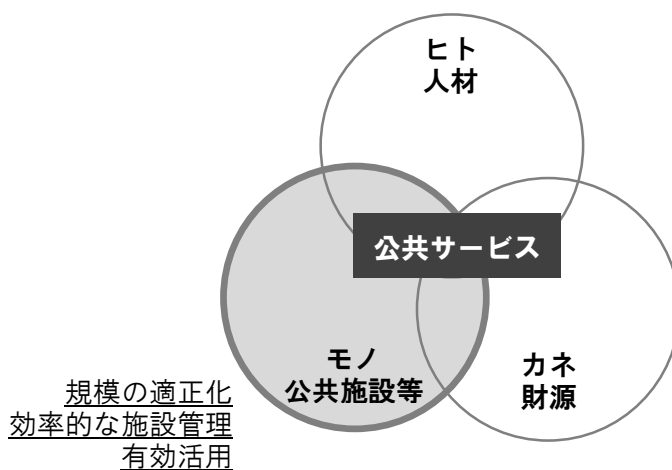 ヒト
人材
公共サービス
モノ
公共施設等
カネ
財源
規模の適正化
効率的な施設管理
有効活用